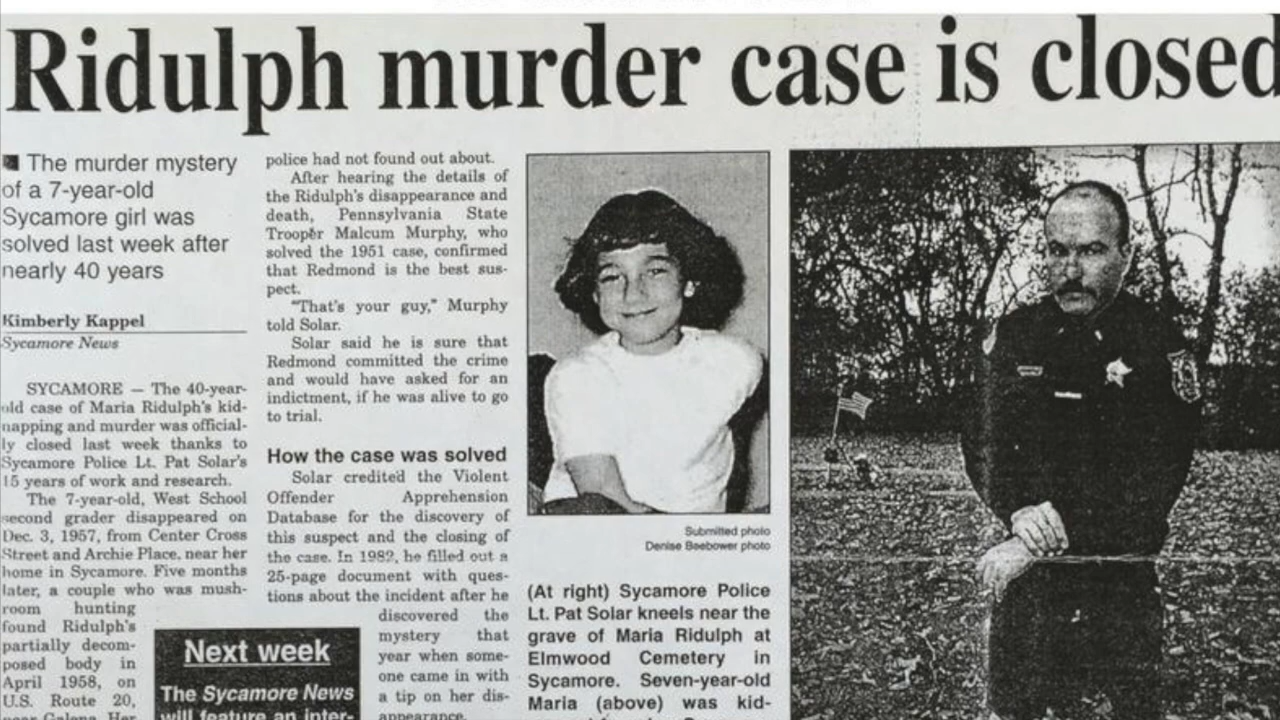 Ridulph murder case is closed
The murder mystery
of a 7-year-old
Sycamore girl was
solved last week after
nearly 40 years
Kimberly Kappel
Sycamore News
SYCAMORE — The 40-year-
old case of Maria Ridulph's kid-
napping and murder was official-
ly closed last week thanks to
Sycamore Police Lt. Pat Solar's
15 years of work and research.
The 7-year-old, West School
second grader disappeared on
Dec. 3, 1957, from Center Cross
Street and Archie Place, near her
home in Sycamore. Five months
later, a couple who was mush-
room hunting
found Ridulph's
partially decom-
posed body in
April 1958, on
U.S. Route 20,
near Galena. Her
Next week
The Sycamore News
will feature an inter-
police had not found out about.
After hearing the details of
the Ridulph's disappearance and
death, Pennsylvania State
Trooper Malcum Murphy, who
solved the 1951 case, confirmed
that Redmond is the best sus-
pect.
"That's your guy," Murphy
told Solar.
Solar said he is sure that
Redmond committed the crime
and would have asked for an
indictment, if he was alive to go
to trial.
How the case was solved
Solar credited the Violent
Offender Apprehension
Database for the discovery of
this suspect and the closing of
the case. In 1982, he filled out a
25-page document with ques-
tions about the incident after he
discovered the
mystery that
year when some-
one came in with
a tip on her dis-
appearance.
Submitted photo
Denise Beebower photo
(At right) Sycamore Police
Lt. Pat Solar kneels near the
grave of Maria Ridulph at
Elmwood Cemetery in
Sycamore. Seven-year-old
Maria (above) was kid-